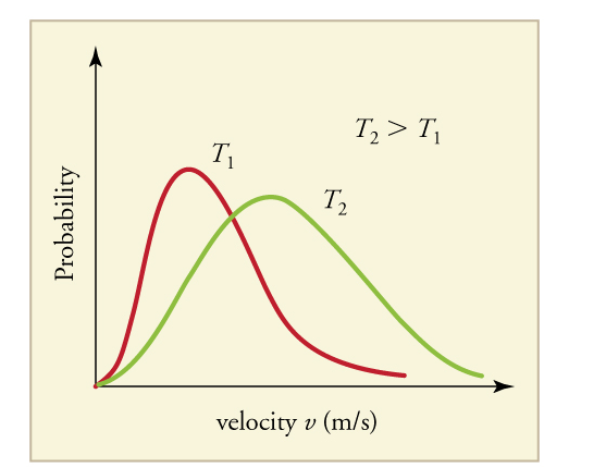 T₂ > T₁
T₁
T₂
Probability
velocity v (m/s)